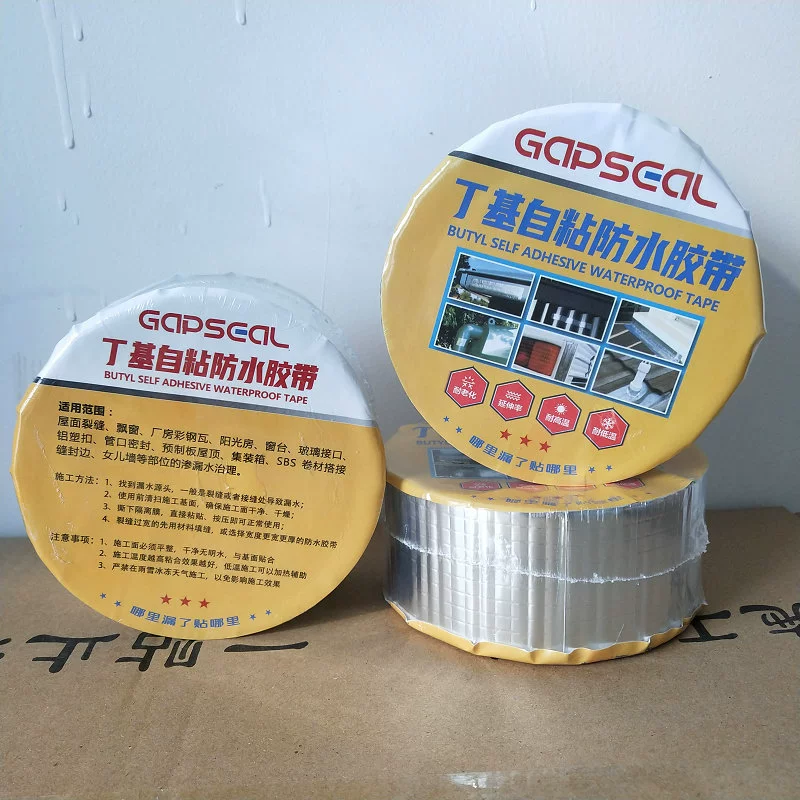 GAPSEAL
丁基自粘防水胶带
BUTYL SELF ADHESIVE WATERPROOF TAPE
适用范围：
屋面裂缝、飘窗、厂房彩钢瓦、阳光房、窗台、玻璃接口、
铝塑扣、管口密封、预制板屋顶、集装箱、SBS 卷材搭接
缝封边、女儿墙等部位的渗漏水治理。
施工方法：1、找到漏水源头，一般是裂缝或者接缝处导致漏水；
2、使用前清扫施工基面，确保施工面干净、干燥；
3、撕下隔离膜，直接粘贴、按压即可正常使用；
4、裂缝过宽的先用材料填缝，或选择宽度更宽更厚的防水胶带
注意事项：1、施工面必须平整，干净无明水，与基面贴合
2、施工温度越高粘合效果越好，低温施工可以加热辅助
3、严禁在雨雪冰冻天气施工，以免影响施工效果
哪里漏了贴哪里
GAPSEAL
丁基自粘防水胶带
BUTYL SELF ADHESIVE WATERPROOF TAPE
耐老化
延伸率
耐高温
耐低温
哪里漏了贴哪里
一贴止